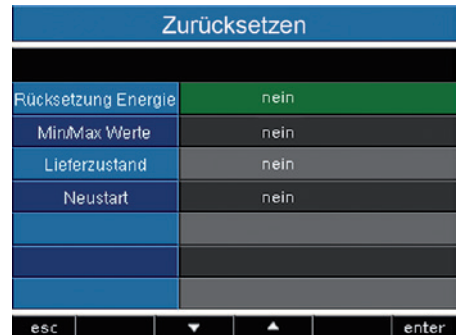 Zurücksetzen
Rücksetzung Energie nein
Min/Max Werte nein
Lieferzustand nein
Neustart nein
esc ▼ ▲ enter